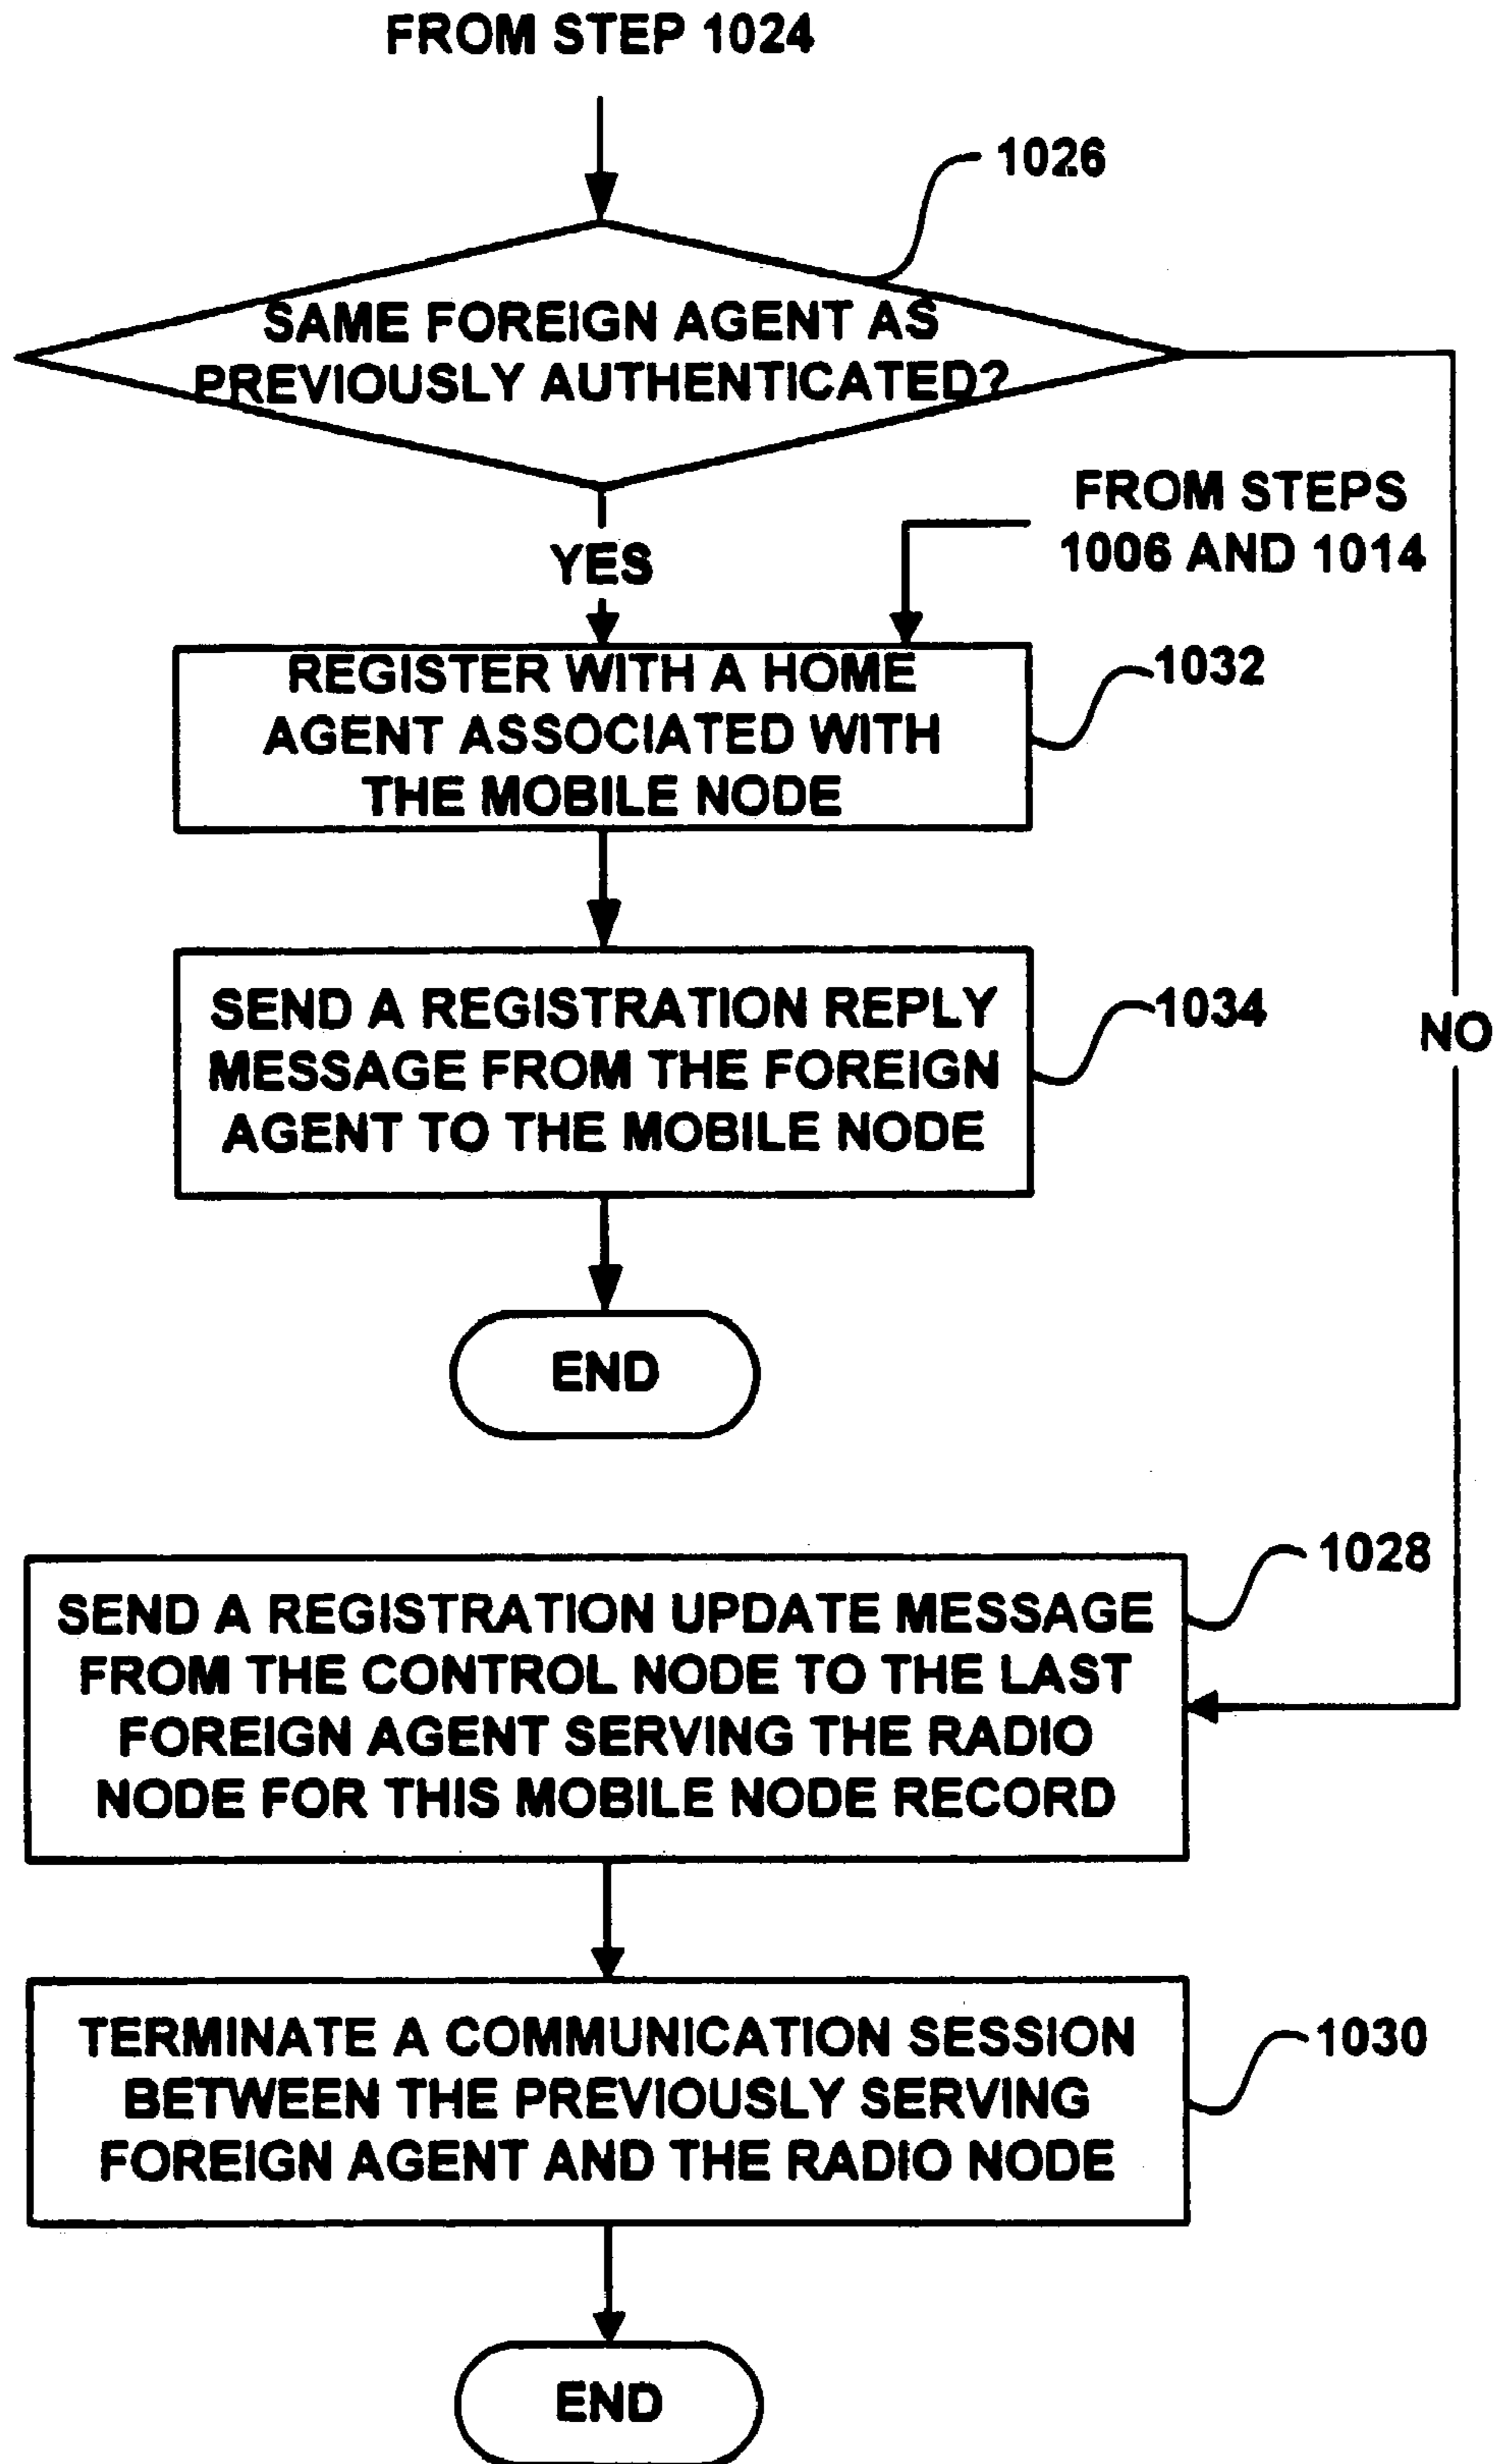 FROM STEP 1024
1026
SAME FOREIGN AGENT AS
PREVIOUSLY AUTHENTICATED?
FROM STEPS
1006 AND 1014
YES
REGISTER WITH A HOME
AGENT ASSOCIATED WITH
THE MOBILE NODE
1032
SEND A REGISTRATION REPLY
MESSAGE FROM THE FOREIGN
AGENT TO THE MOBILE NODE
1034
NO
END
1028
SEND A REGISTRATION UPDATE MESSAGE
FROM THE CONTROL NODE TO THE LAST
FOREIGN AGENT SERVING THE RADIO
NODE FOR THIS MOBILE NODE RECORD
TERMINATE A COMMUNICATION SESSION
BETWEEN THE PREVIOUSLY SERVING
FOREIGN AGENT AND THE RADIO NODE
1030
END